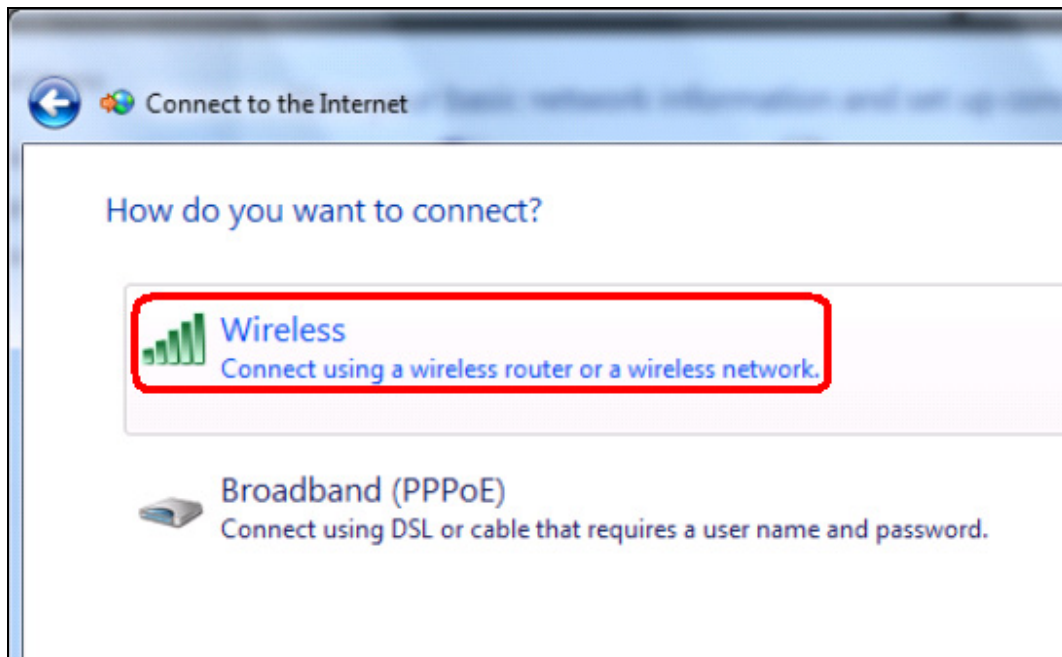 Connect to the Internet
How do you want to connect?
Wireless
Connect using a wireless router or a wireless network.
Broadband (PPPoE)
Connect using DSL or cable that requires a user name and password.